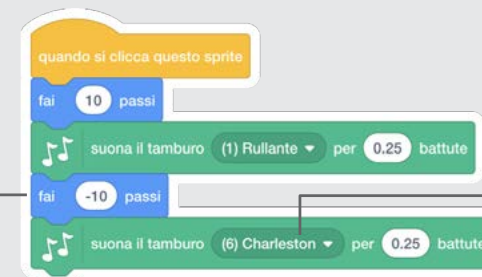 quando si clicca questo sprite
fai 10 passi
suona il tamburo (1) Rullante per 0.25 battute
fai -10 passi
suona il tamburo (6) Charleston per 0.25 battute